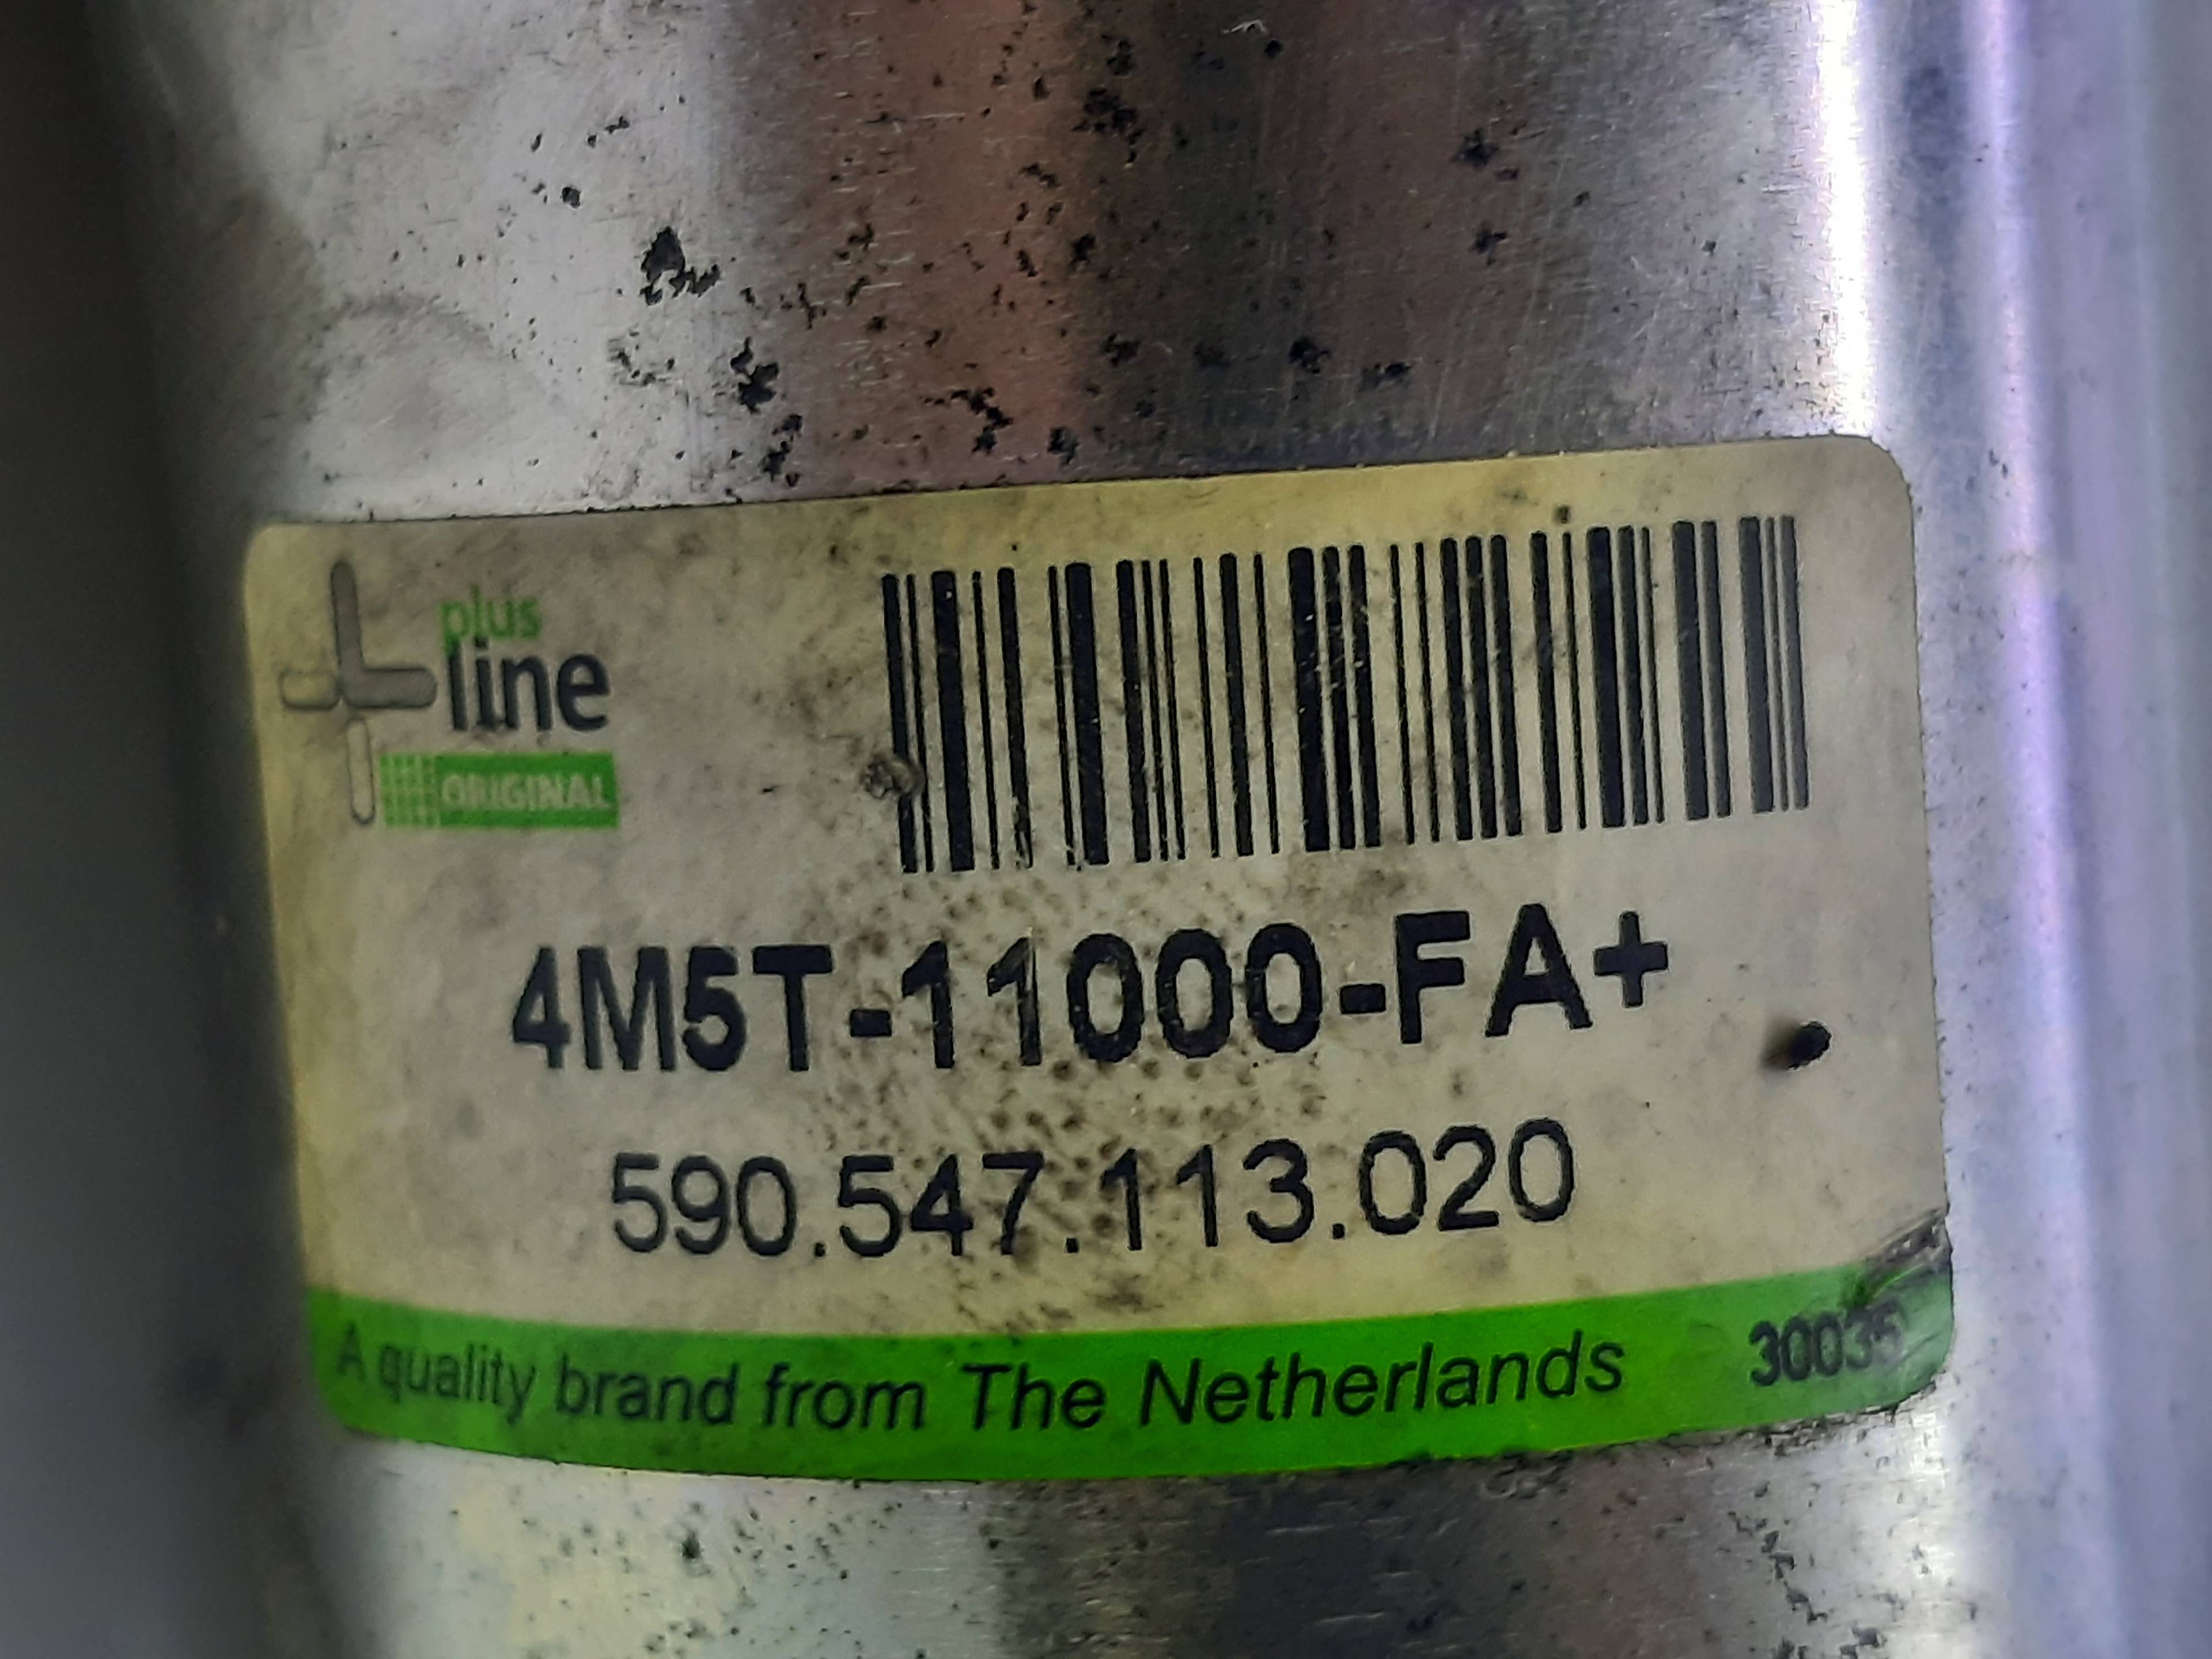 plus
line
ORIGINAL
4M5T-11000-FA+
590.547.113.020
A quality brand from The Netherlands 30035